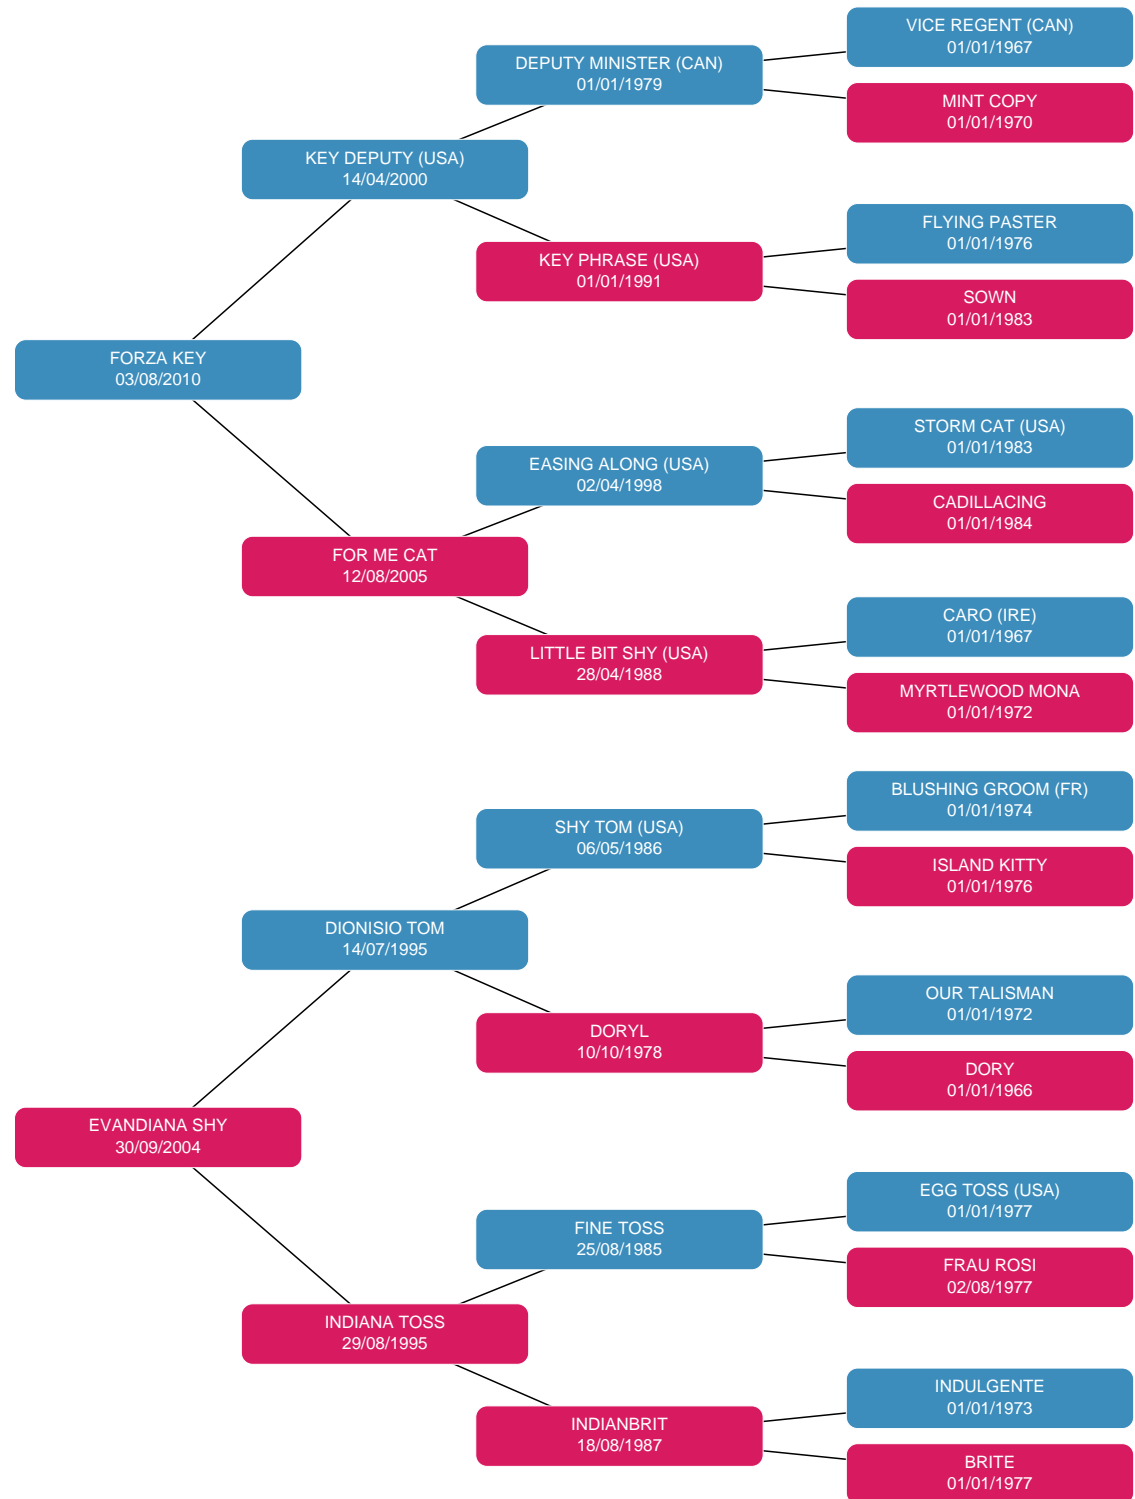 VICE REGENT (CAN)
01/01/1967
DEPUTY MINISTER (CAN)
01/01/1979
MINT COPY
01/01/1970
KEY DEPUTY (USA)
14/04/2000
FLYING PASTER
01/01/1976
KEY PHRASE (USA)
01/01/1991
SOWN
01/01/1983
FORZA KEY
03/08/2010
STORM CAT (USA)
01/01/1983
EASING ALONG (USA)
02/04/1998
CADILLACING
01/01/1984
FOR ME CAT
12/08/2005
CARO (IRE)
01/01/1967
LITTLE BIT SHY (USA)
28/04/1988
MYRTLEWOOD MONA
01/01/1972
BLUSHING GROOM (FR)
01/01/1974
SHY TOM (USA)
06/05/1986
ISLAND KITTY
01/01/1976
DIONISIO TOM
14/07/1995
OUR TALISMAN
01/01/1972
DORYL
10/10/1978
DORY
01/01/1966
EVANDIANA SHY
30/09/2004
EGG TOSS (USA)
01/01/1977
FINE TOSS
25/08/1985
FRAU ROSI
02/08/1977
INDIANA TOSS
29/08/1995
INDULGENTE
01/01/1973
INDIANBRIT
18/08/1987
BRITE
01/01/1977